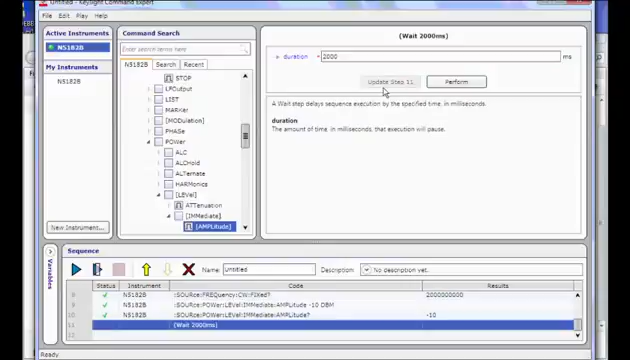 Untitled - Keysight Command Expert
File Edit Play Help
Active Instruments
N5182B
My Instruments
N5182B
New Instrument...
Command Search
Enter search terms here
N5182B Search Recent
STOP
LFOutput
LIST
MARKer
[MODulation]
PHASe
POWer
ALC
ALCHold
ALTernate
HARMonics
[LEVel]
ATTenuation
[IMMediate]
[AMPLitude]
(Wait 2000ms)
duration = 2000 ms
Update Step 11 Perform
A Wait step delays sequence execution by the specified time, in milliseconds.
duration
The amount of time, in milliseconds, that execution will pause.
Variables
Sequence
Name: untitled Description: No description yet.
Status Instrument Code Results
9 N5182B :SOURce:FREQuency:CW:FIXed? 2000000000
9 N5182B :SOURce:POWer:LEVel:IMMediate:AMPLitude -10 DBM
10 N5182B :SOURce:POWer:LEVel:IMMediate:AMPLitude? -10
11 (Wait 2000ms)
12
Ready